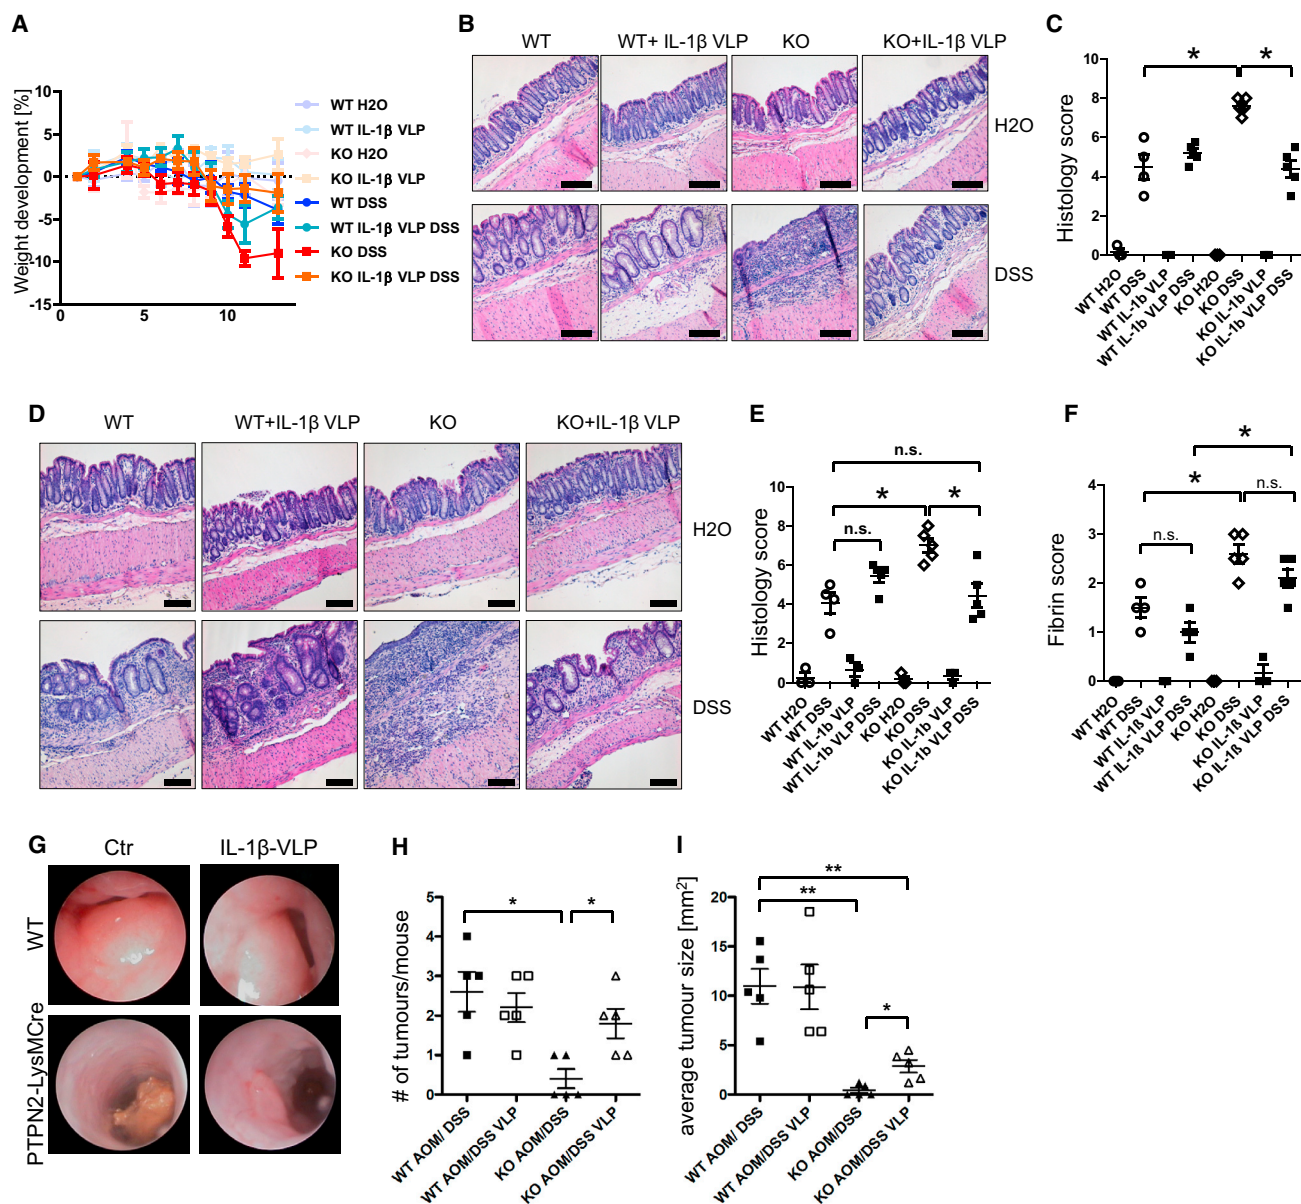 A
Weight development [%]
10
5
0
-5
-10
-15
0
5
10
WT H2O
WT IL-1β VLP
KO H2O
KO IL-1β VLP
WT DSS
WT IL-1β VLP DSS
KO DSS
KO IL-1β VLP DSS
B
WT
WT+ IL-1β VLP
KO
KO+IL-1β VLP
H2O
DSS
C
Histology score
10
8
6
4
2
0
* *
WT H2O
WT DSS
WT IL-1b VLP
WT IL-1b VLP DSS
KO H2O
KO DSS
KO IL-1b VLP
KO IL-1b VLP DSS
D
WT
WT+IL-1β VLP
KO
KO+IL-1β VLP
H2O
DSS
E
Histology score
10
8
6
4
2
0
n.s.
* *
n.s.
WT H2O
WT DSS
WT IL-1b VLP
WT IL-1b VLP DSS
KO H2O
KO DSS
KO IL-1b VLP
KO IL-1b VLP DSS
F
Fibrin score
4
3
2
1
0
*
* n.s.
n.s.
WT H2O
WT DSS
WT IL-1ß VLP
WT IL-1ß VLP DSS
KO H2O
KO DSS
KO IL-1ß VLP
KO IL-1ß VLP DSS
G
Ctr
IL-1β-VLP
WT
PTPN2-LysMCre
H
# of tumours/mouse
5
4
3
2
1
0
* *
WT AOM/ DSS
WT AOM/DSS VLP
KO AOM/DSS
KO AOM/DSS VLP
I
average tumour size [mm²]
20
15
10
5
0
**
**
*
WT AOM/ DSS
WT AOM/DSS VLP
KO AOM/DSS
KO AOM/DSS VLP